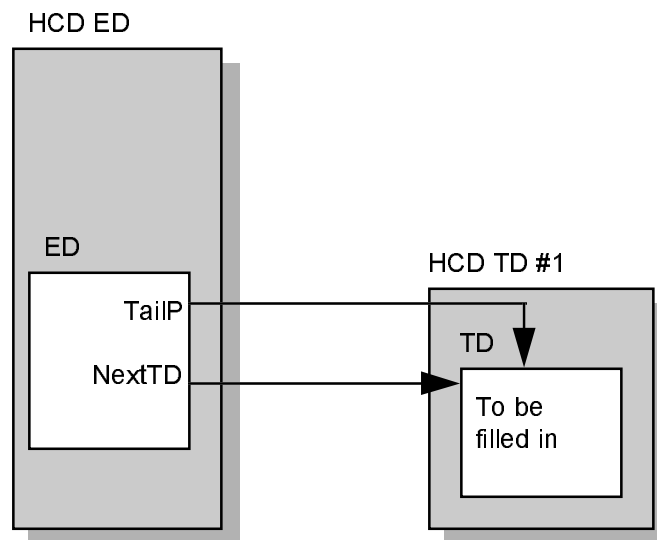 HCD ED
ED
TailP
NextTD
HCD TD #1
TD
To be
filled in